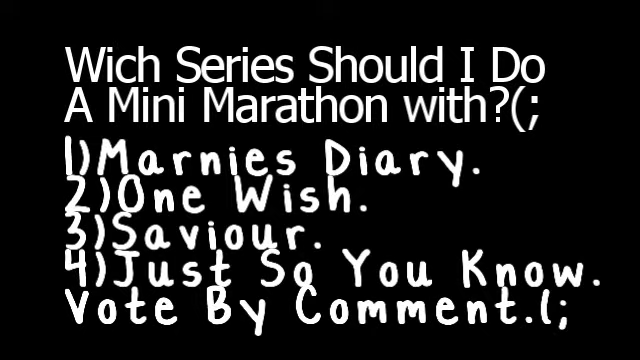 Wich Series Should I Do
A Mini Marathon with?(;
1)Marnies Diary.
2)One Wish.
3)Saviour.
4)Just So You Know.
Vote By Comment.(;